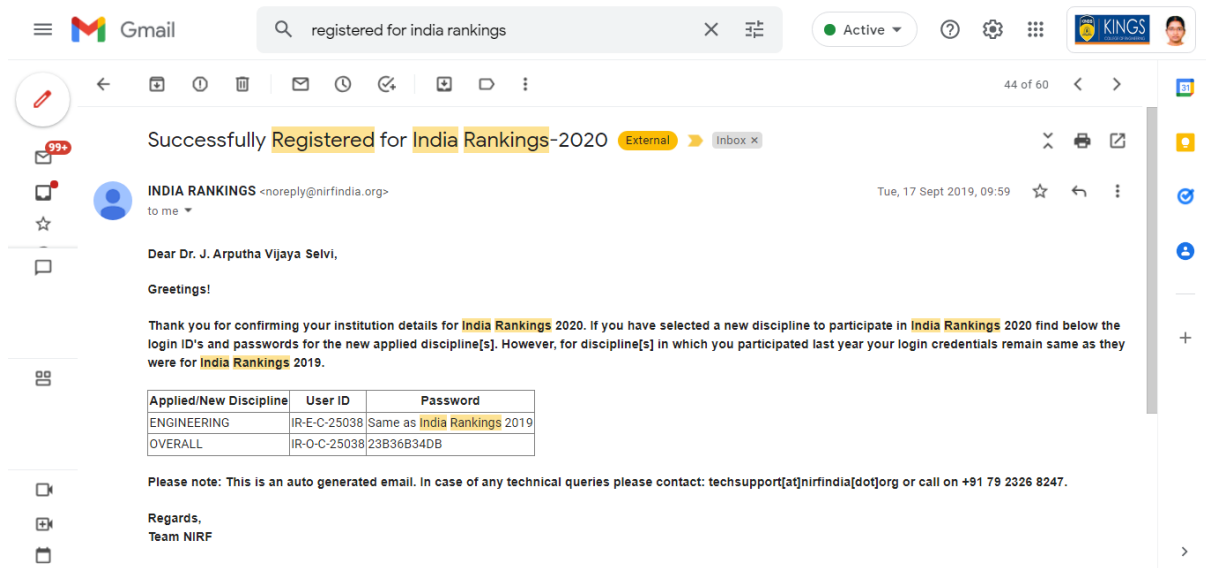 Gmail
registered for india rankings
Active
KINGS
COLLEGE OF ENGINEERING
44 of 60
31
99+
Successfully Registered for India Rankings-2020 External Inbox ×
INDIA RANKINGS <noreply@nirfindia.org> Tue, 17 Sept 2019, 09:59
to me
Dear Dr. J. Arputha Vijaya Selvi,
Greetings!
Thank you for confirming your institution details for India Rankings 2020. If you have selected a new discipline to participate in India Rankings 2020 find below the
login ID's and passwords for the new applied discipline[s]. However, for discipline[s] in which you participated last year your login credentials remain same as they
were for India Rankings 2019.
Applied/New Discipline User ID Password
ENGINEERING IR-E-C-25038 Same as India Rankings 2019
OVERALL IR-O-C-25038 23B36B34DB
Please note: This is an auto generated email. In case of any technical queries please contact: techsupport[at]nirfindia[dot]org or call on +91 79 2326 8247.
Regards,
Team NIRF